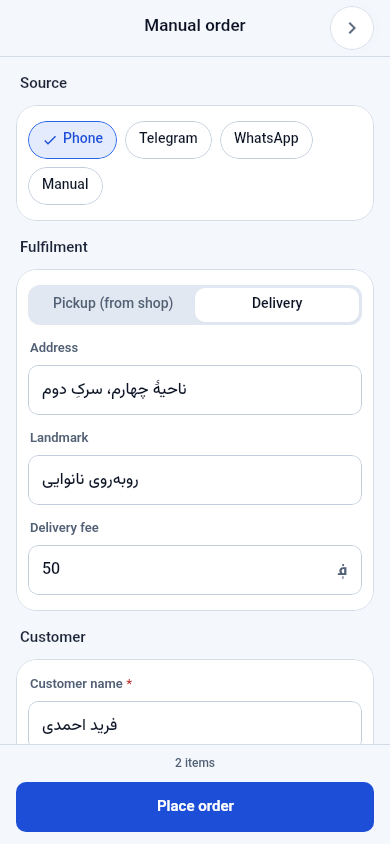 Manual order
Source
Phone
Telegram
WhatsApp
Manual
Fulfilment
Pickup (from shop)
Delivery
Address
ناحیهٔ چهارم، سرکِ دوم
Landmark
روبه‌روی نانوایی
Delivery fee
50 ؋
Customer
Customer name *
فرید احمدی
2 items
Place order